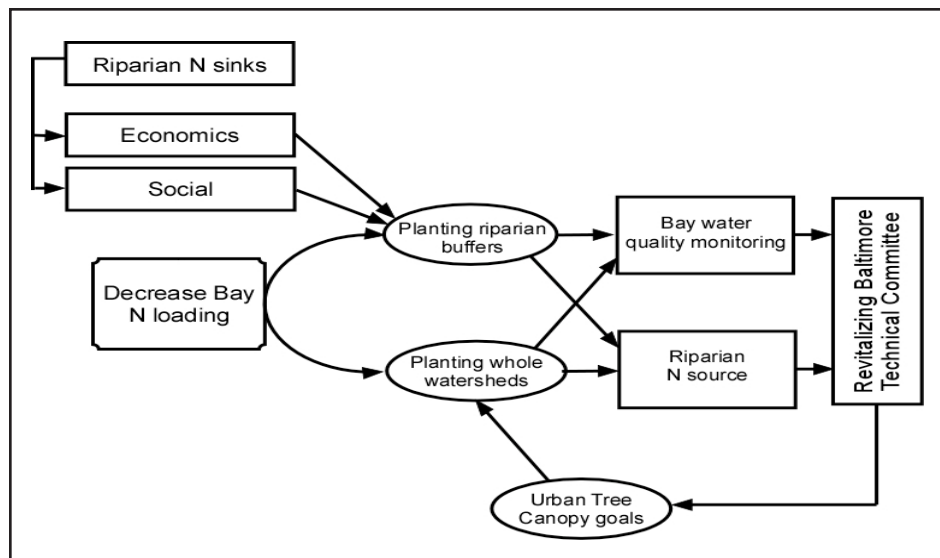 Riparian N sinks
Economics
Social
Planting riparian
buffers
Bay water
quality monitoring
Decrease Bay
N loading
Planting whole
watersheds
Riparian
N source
Revitalizing Baltimore
Technical Committee
Urban Tree
Canopy goals